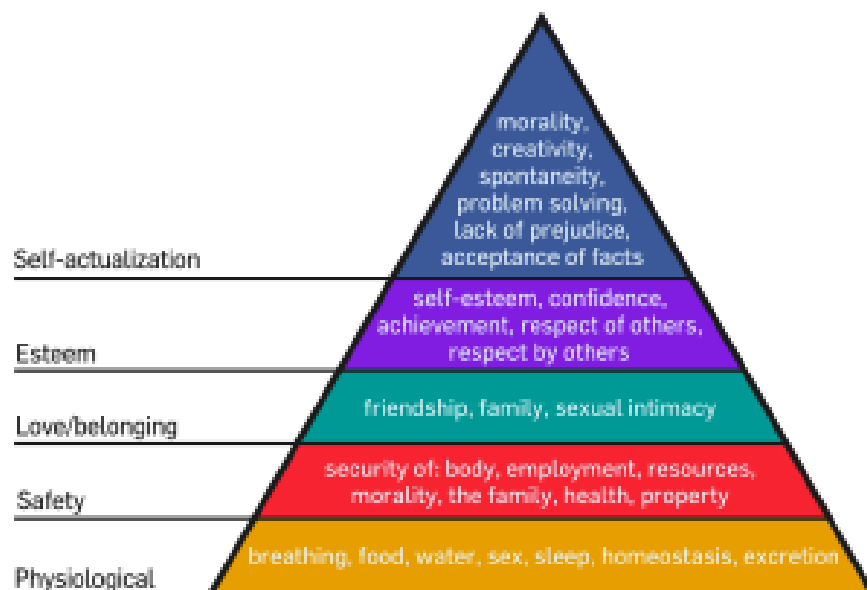 morality,
creativity,
spontaneity,
problem solving,
lack of prejudice,
acceptance of facts
Self-actualization
self-esteem, confidence,
achievement, respect of others,
respect by others
Esteem
friendship, family, sexual intimacy
Love/belonging
security of: body, employment, resources,
morality, the family, health, property
Safety
breathing, food, water, sex, sleep, homeostasis, excretion
Physiological